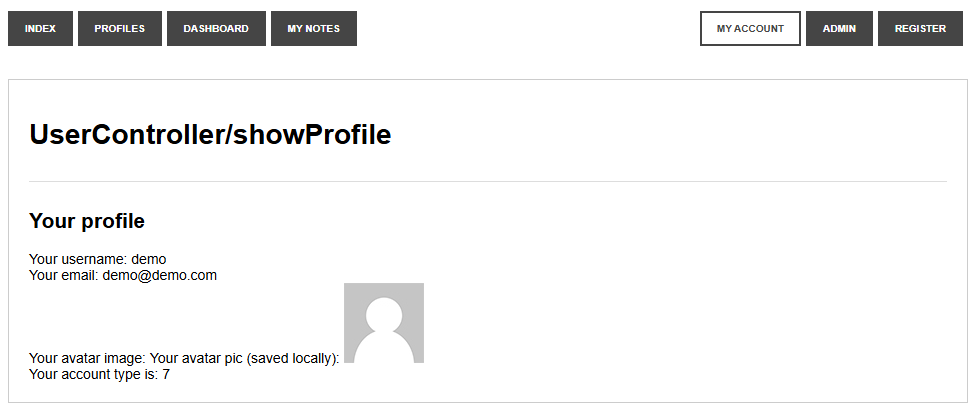 INDEX PROFILES DASHBOARD MY NOTES MY ACCOUNT ADMIN REGISTER
UserController/showProfile
Your profile
Your username: demo
Your email: demo@demo.com
Your avatar image: Your avatar pic (saved locally):
Your account type is: 7